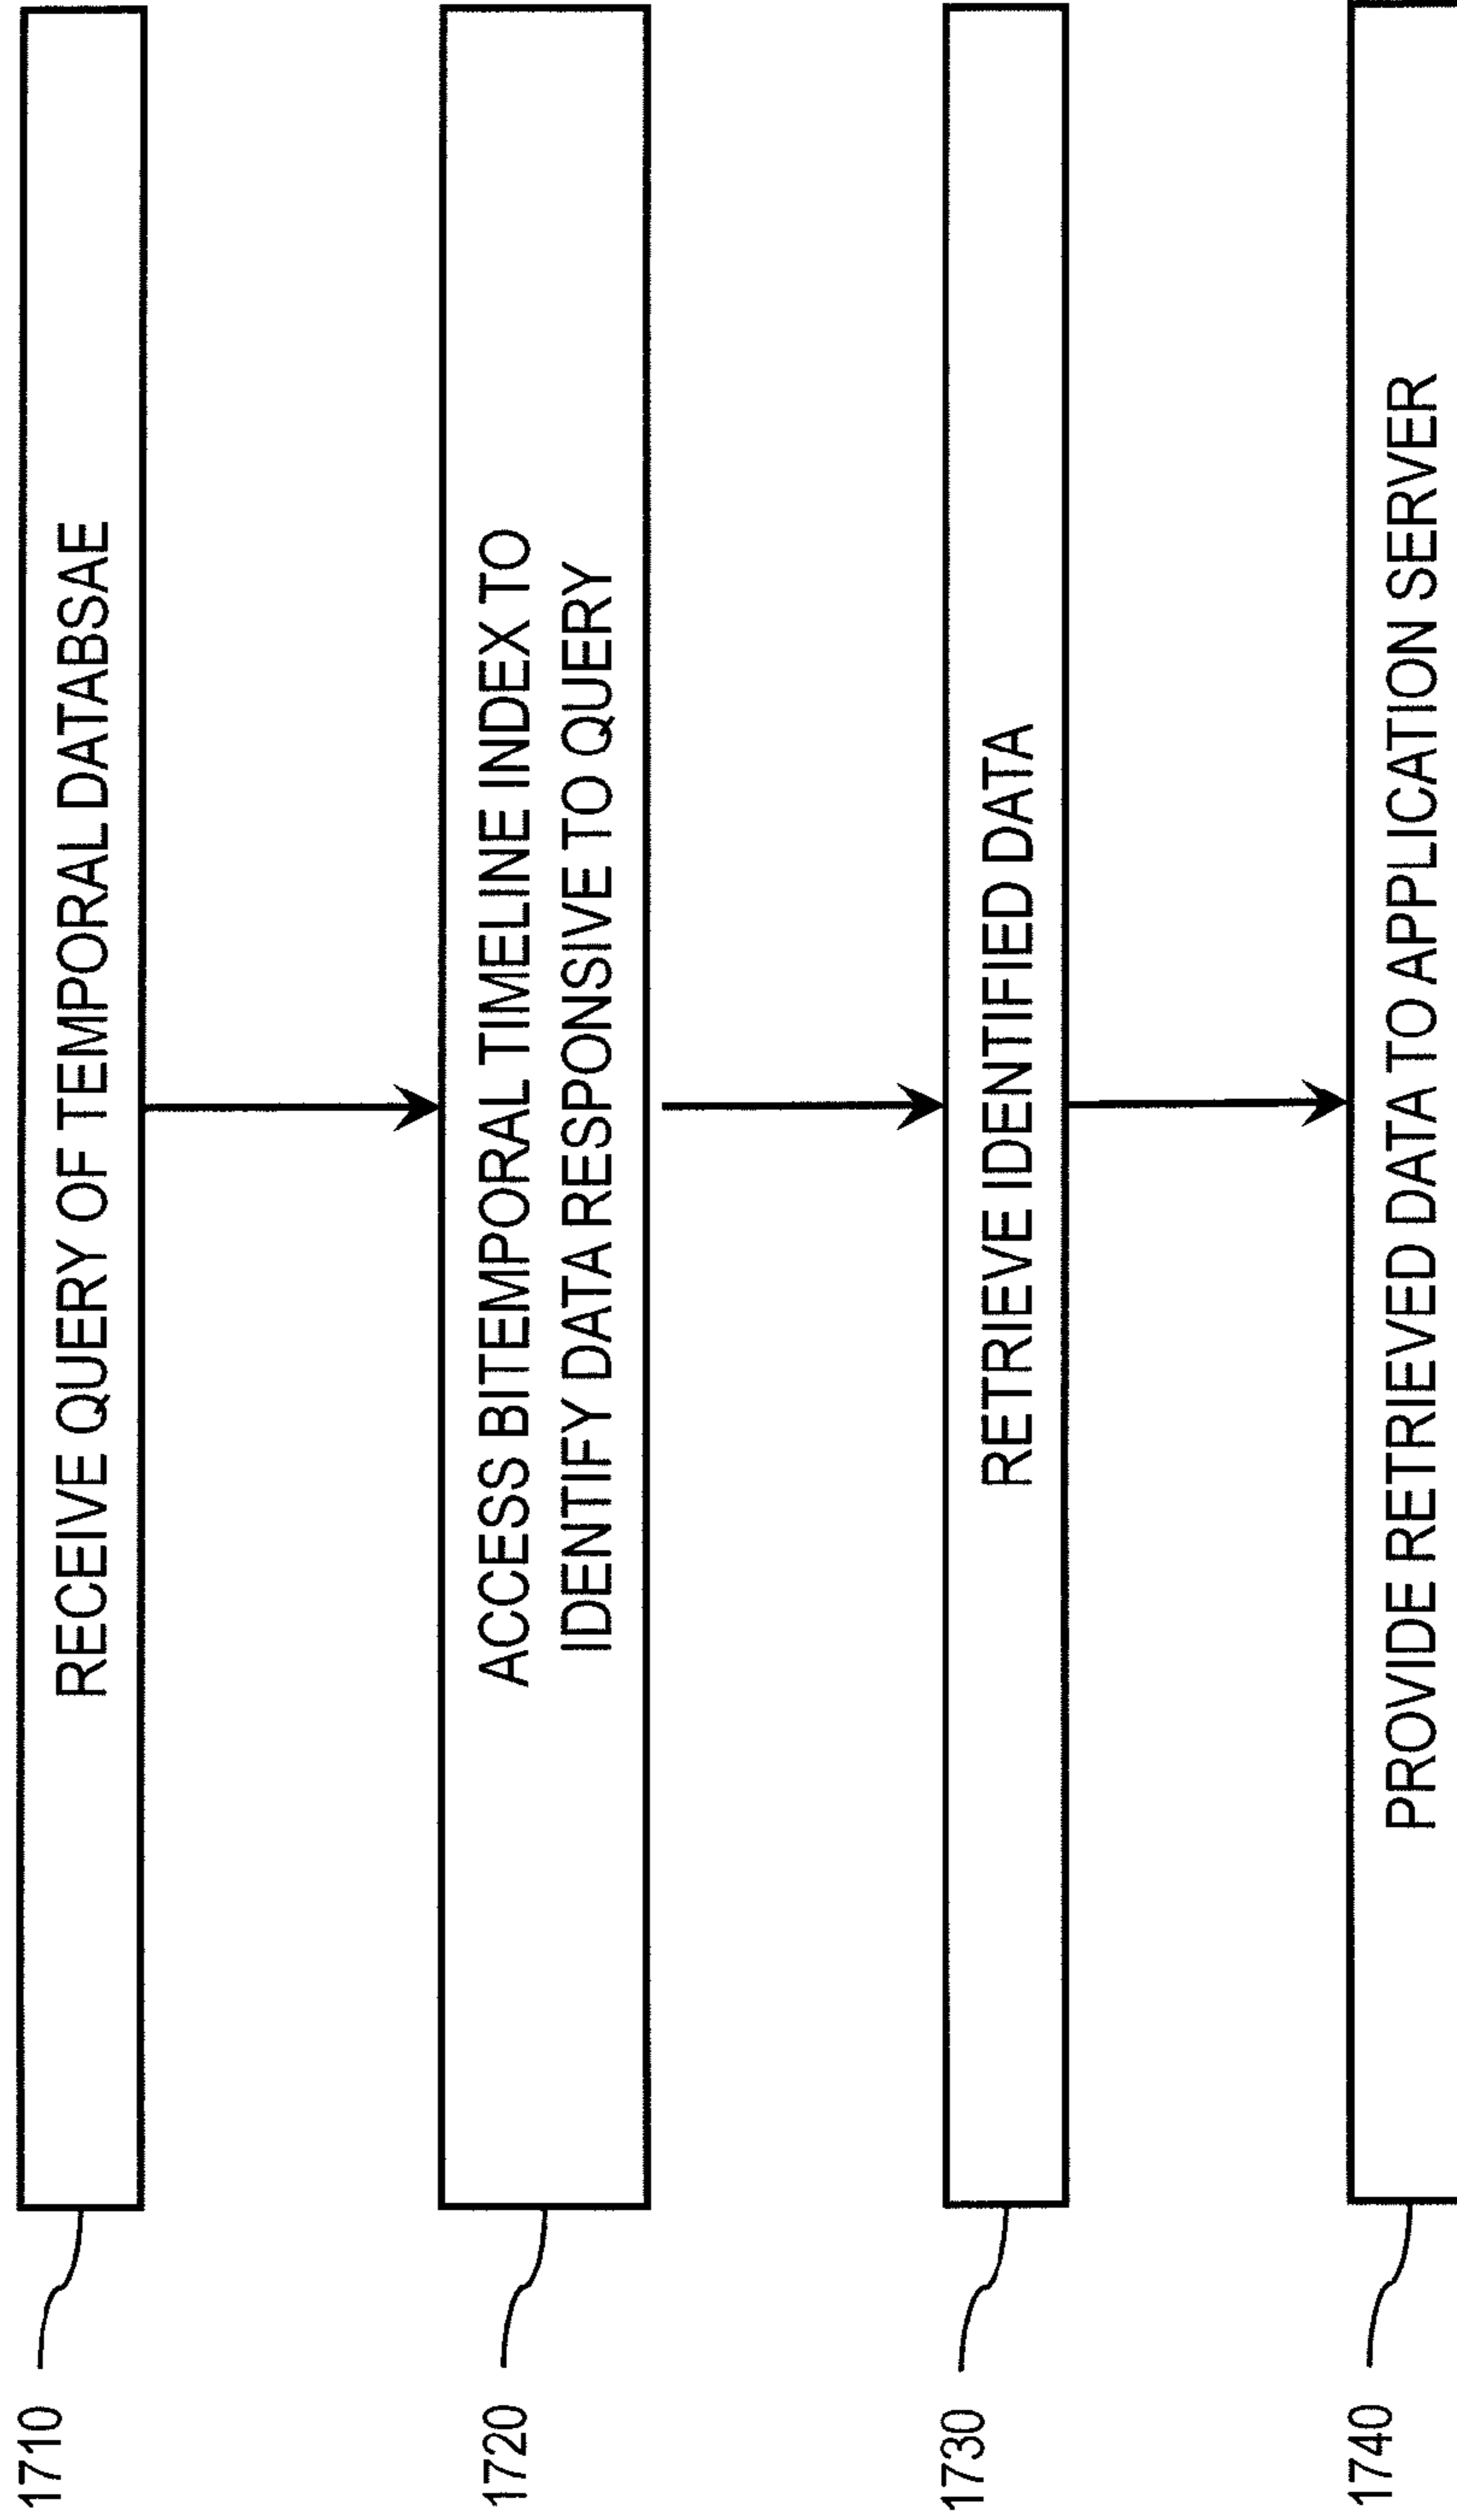 1710
RECEIVE QUERY OF TEMPORAL DATABSAE
1720
ACCESS BITEMPORAL TIMELINE INDEX TO
IDENTIFY DATA RESPONSIVE TO QUERY
1730
RETRIEVE IDENTIFIED DATA
1740
PROVIDE RETRIEVED DATA TO APPLICATION SERVER